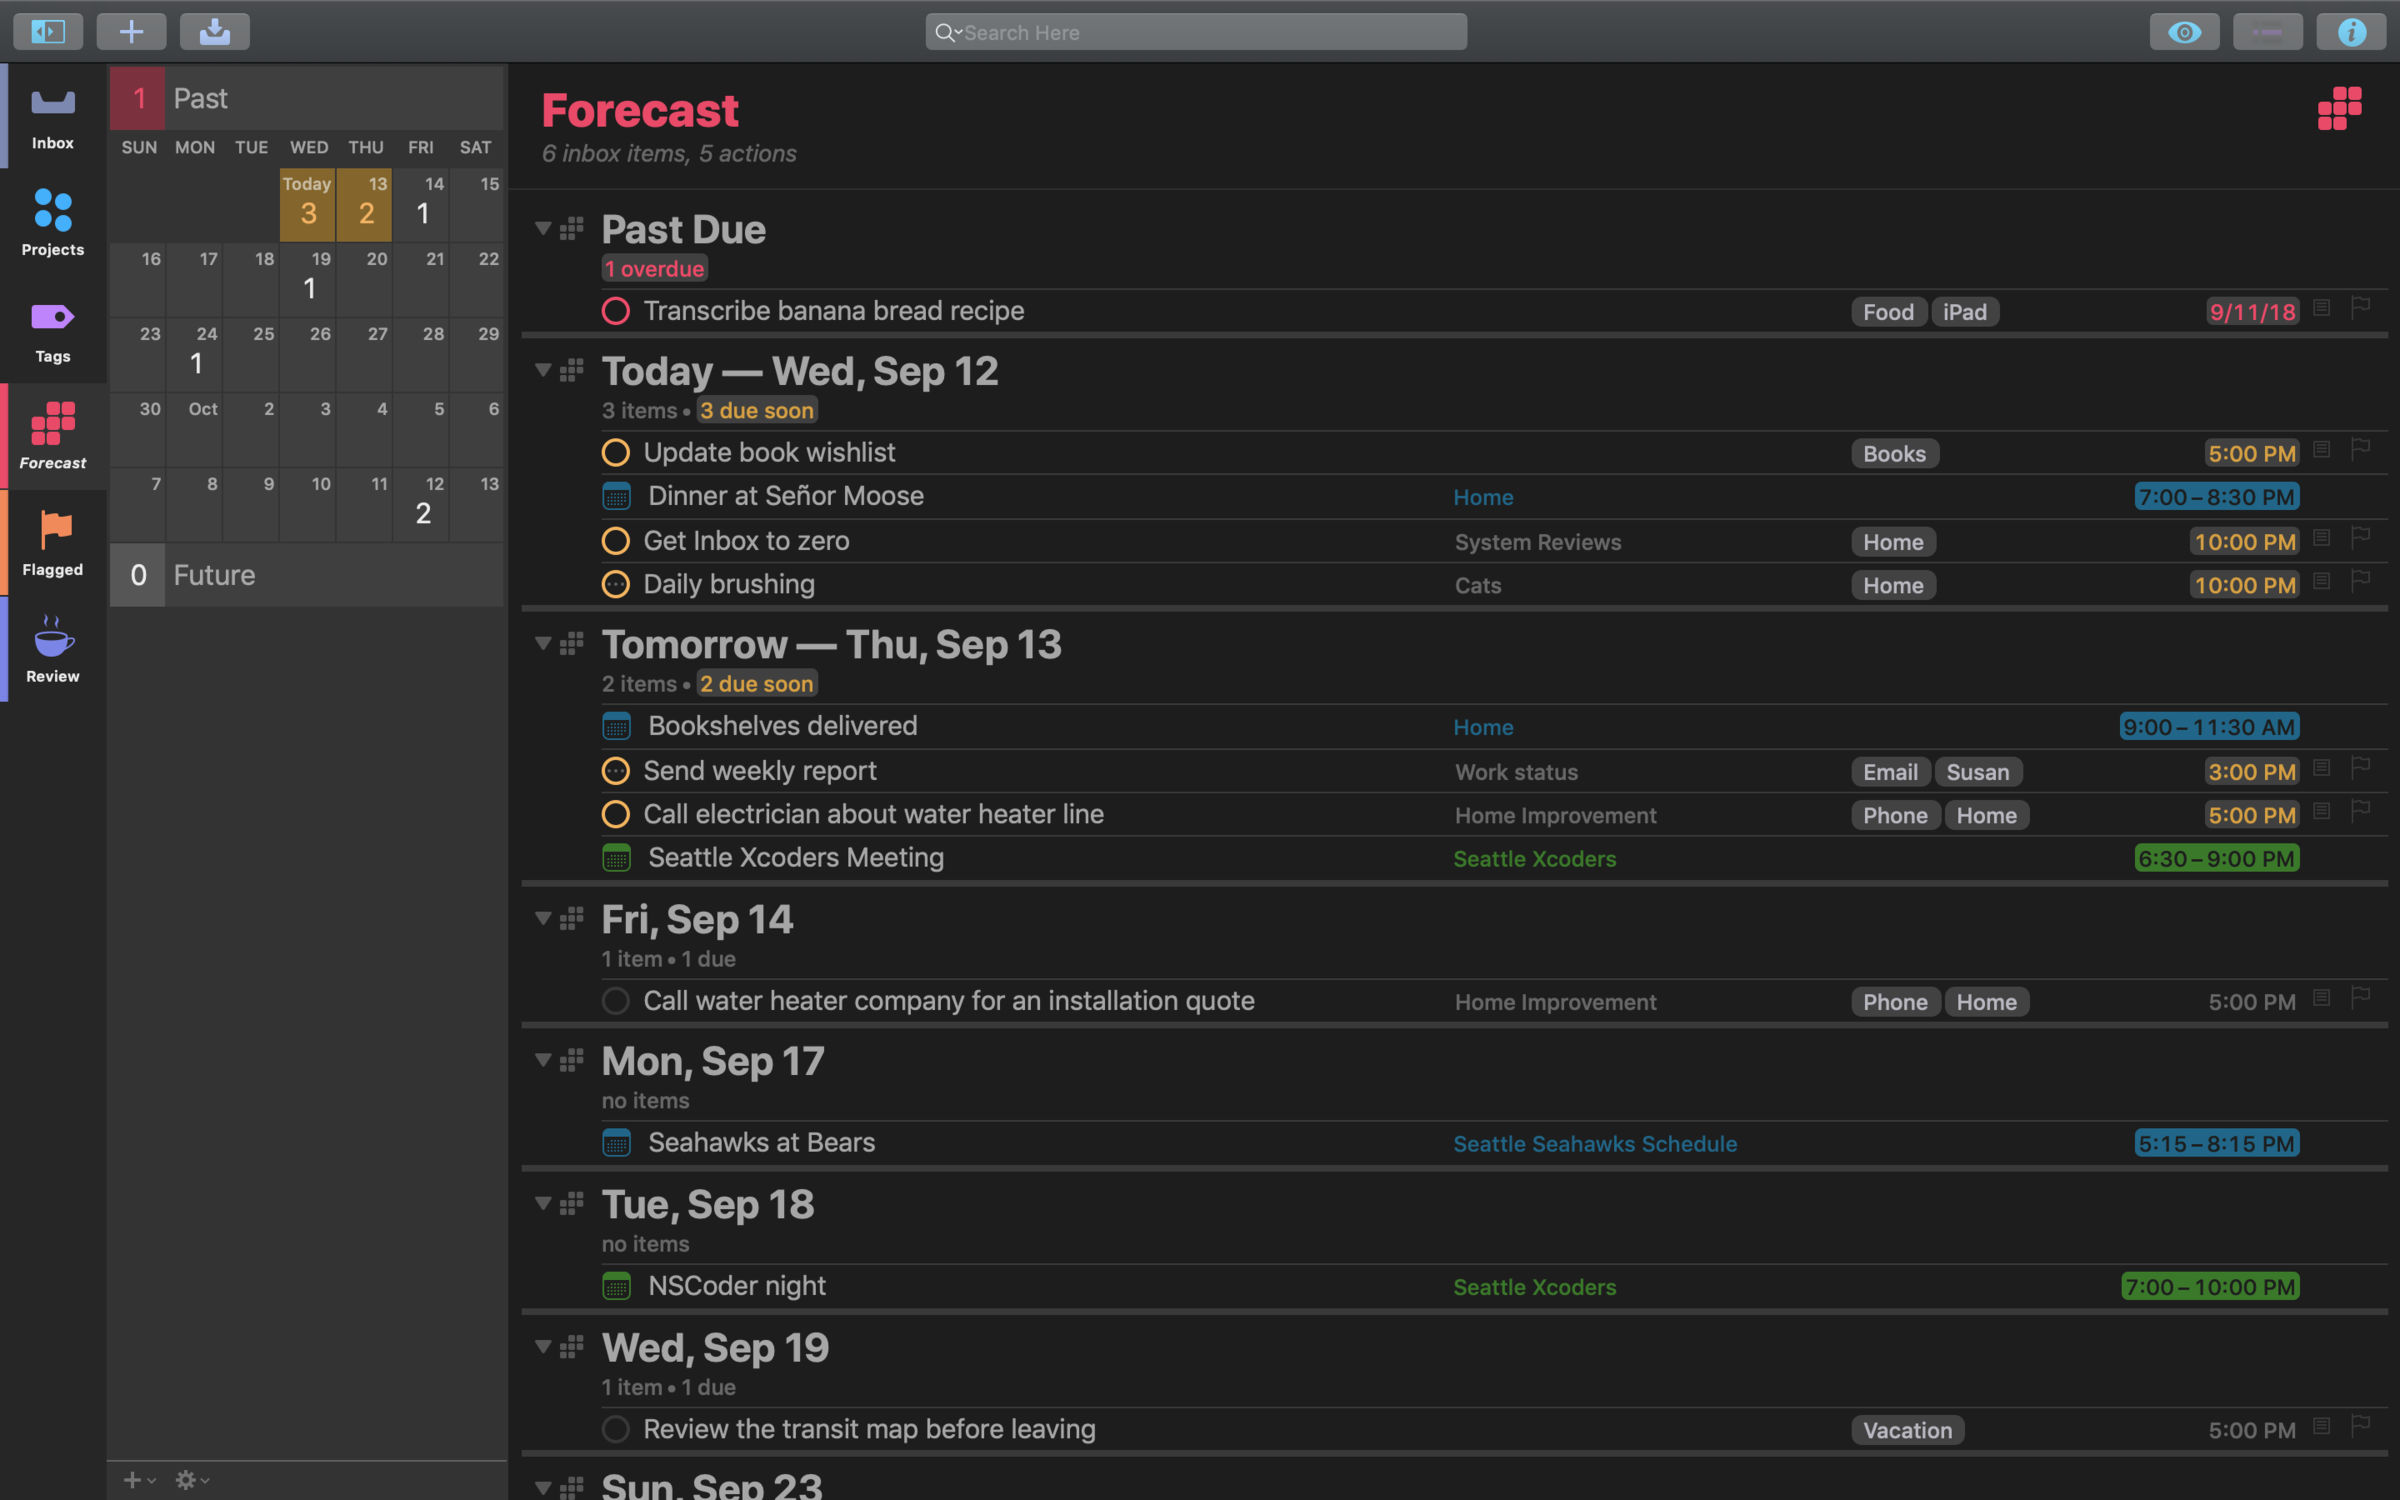 Search Here
Inbox
Projects
Tags
Forecast
Flagged
Review
1 Past
SUN MON TUE WED THU FRI SAT
Today 13 14 15
3 2 1
16 17 18 19 20 21 22
1
23 24 25 26 27 28 29
1
30 Oct 2 3 4 5 6
7 8 9 10 11 12 13
2
0 Future
Forecast
6 inbox items, 5 actions
Past Due
1 overdue
Transcribe banana bread recipe Food iPad 9/11/18
Today — Wed, Sep 12
3 items • 3 due soon
Update book wishlist Books 5:00 PM
Dinner at Señor Moose Home 7:00 – 8:30 PM
Get Inbox to zero System Reviews Home 10:00 PM
Daily brushing Cats Home 10:00 PM
Tomorrow — Thu, Sep 13
2 items • 2 due soon
Bookshelves delivered Home 9:00 – 11:30 AM
Send weekly report Work status Email Susan 3:00 PM
Call electrician about water heater line Home Improvement Phone Home 5:00 PM
Seattle Xcoders Meeting Seattle Xcoders 6:30 – 9:00 PM
Fri, Sep 14
1 item • 1 due
Call water heater company for an installation quote Home Improvement Phone Home 5:00 PM
Mon, Sep 17
no items
Seahawks at Bears Seattle Seahawks Schedule 5:15 – 8:15 PM
Tue, Sep 18
no items
NSCoder night Seattle Xcoders 7:00 – 10:00 PM
Wed, Sep 19
1 item • 1 due
Review the transit map before leaving Vacation 5:00 PM
Sun, Sep 23